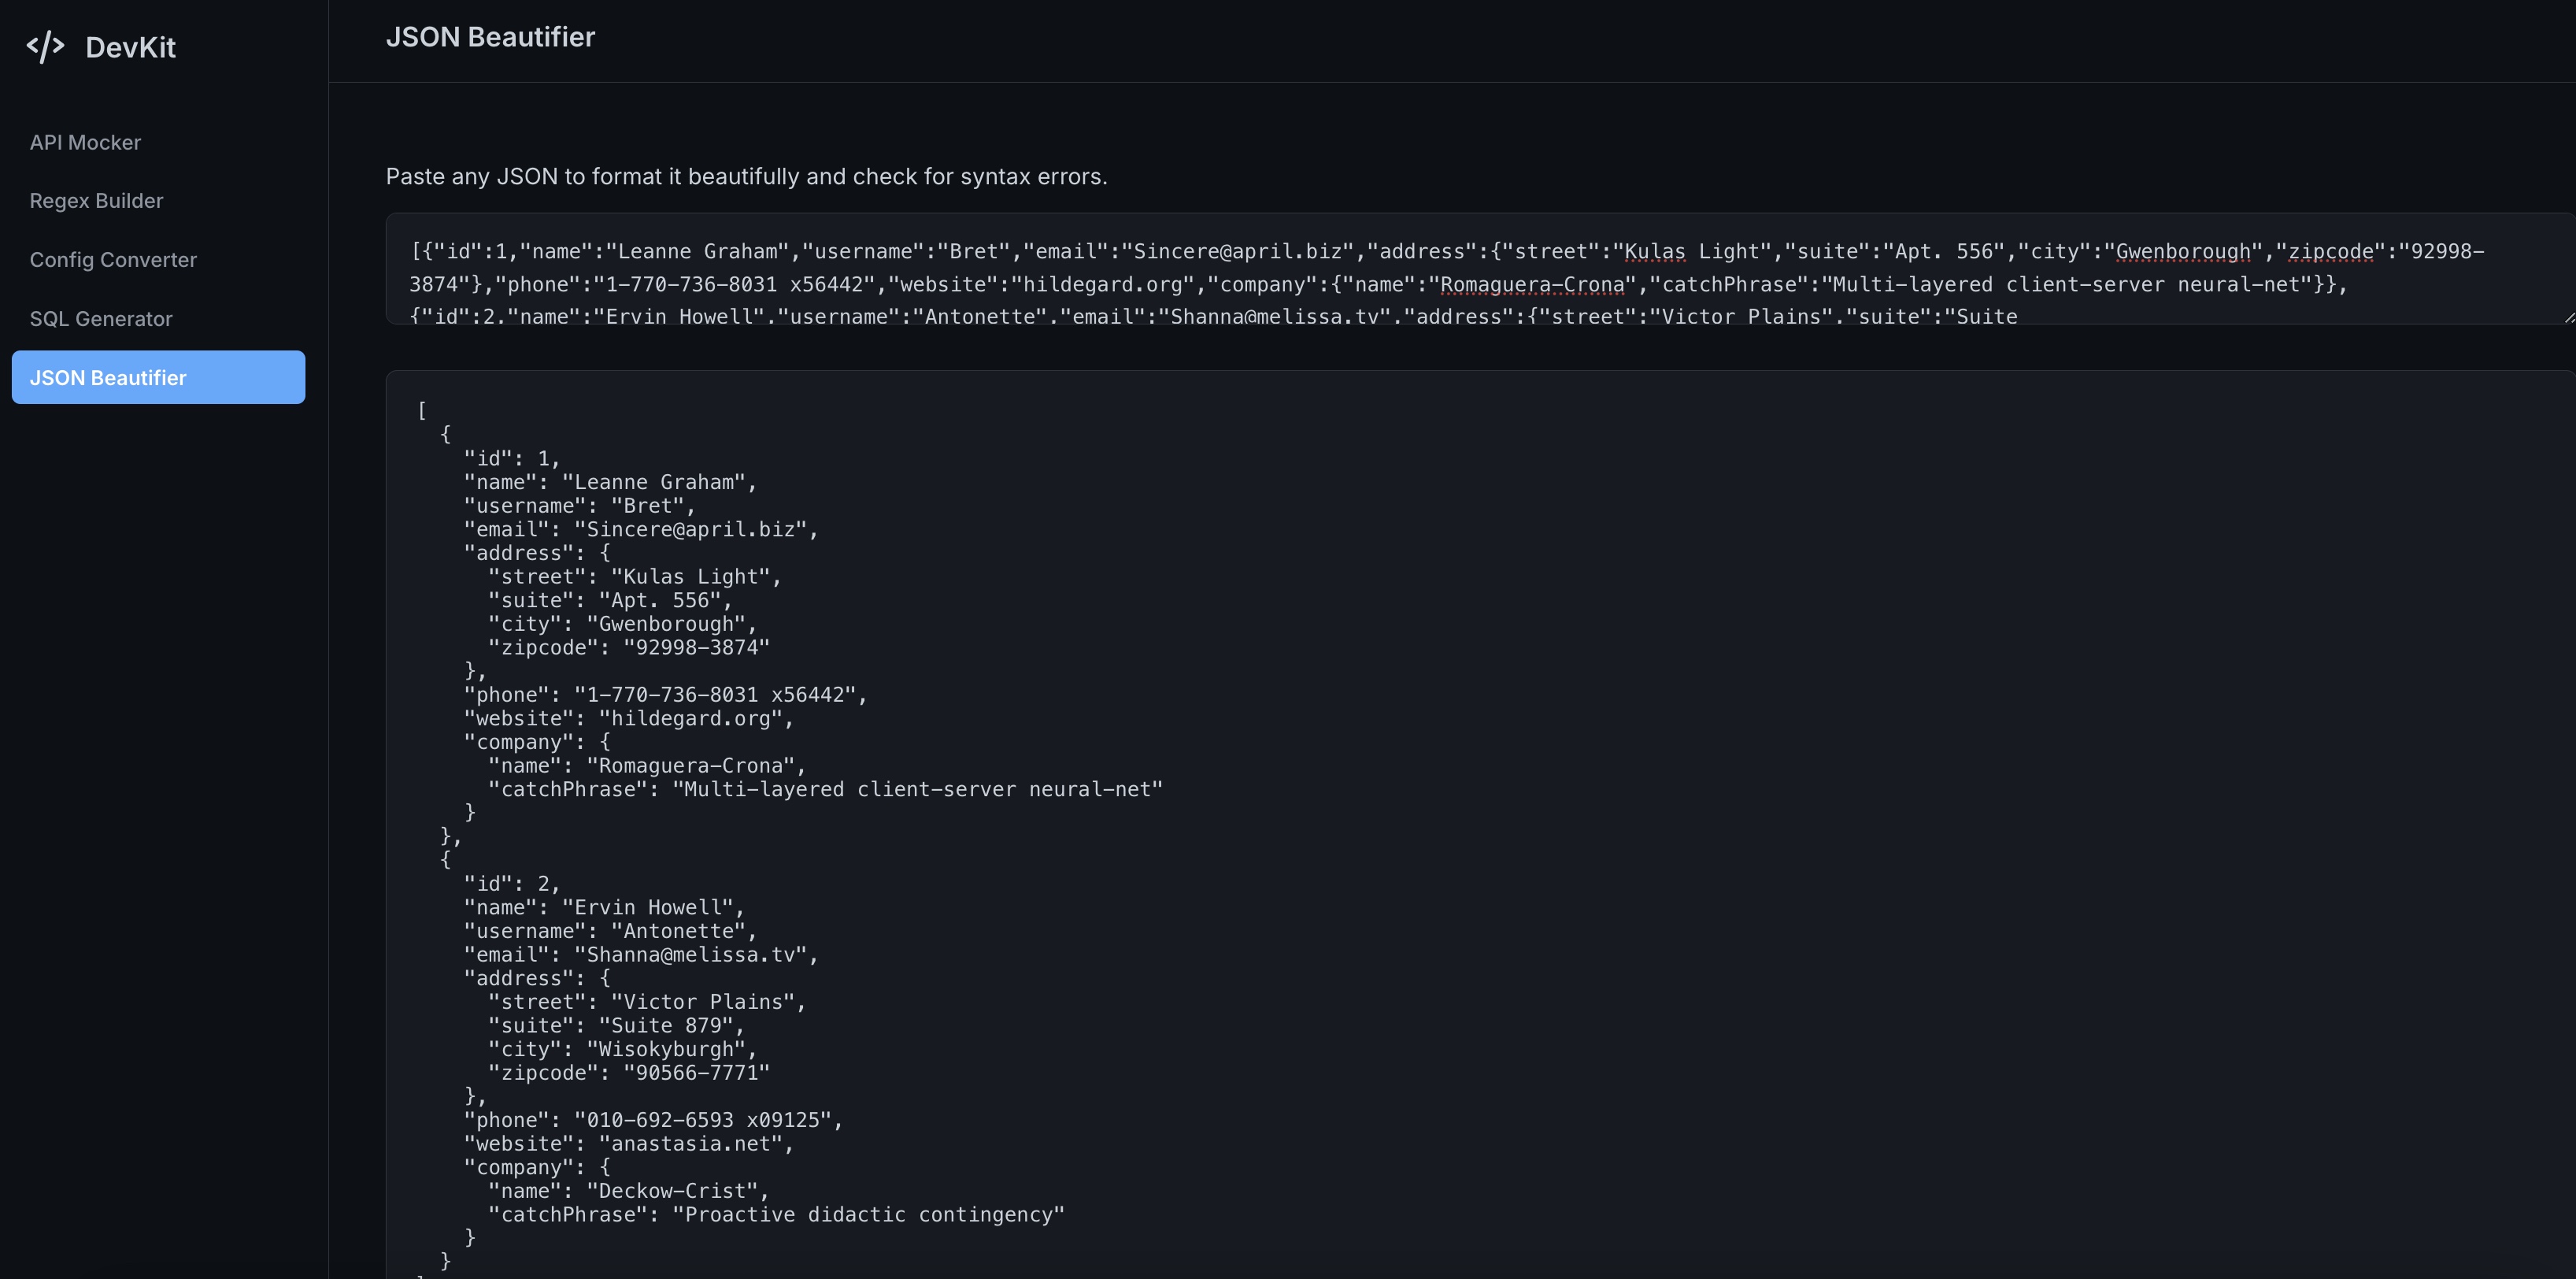 </> DevKit
API Mocker
Regex Builder
Config Converter
SQL Generator
JSON Beautifier
JSON Beautifier
Paste any JSON to format it beautifully and check for syntax errors.
[{"id":1,"name":"Leanne Graham","username":"Bret","email":"Sincere@april.biz","address":{"street":"Kulas Light","suite":"Apt. 556","city":"Gwenborough","zipcode":"92998-
3874"},"phone":"1-770-736-8031 x56442","website":"hildegard.org","company":{"name":"Romaguera-Crona","catchPhrase":"Multi-layered client-server neural-net"}},
{"id":2,"name":"Ervin Howell","username":"Antonette","email":"Shanna@melissa.tv","address":{"street":"Victor Plains","suite":"Suite
[
  {
    "id": 1,
    "name": "Leanne Graham",
    "username": "Bret",
    "email": "Sincere@april.biz",
    "address": {
      "street": "Kulas Light",
      "suite": "Apt. 556",
      "city": "Gwenborough",
      "zipcode": "92998-3874"
    },
    "phone": "1-770-736-8031 x56442",
    "website": "hildegard.org",
    "company": {
      "name": "Romaguera-Crona",
      "catchPhrase": "Multi-layered client-server neural-net"
    }
  },
  {
    "id": 2,
    "name": "Ervin Howell",
    "username": "Antonette",
    "email": "Shanna@melissa.tv",
    "address": {
      "street": "Victor Plains",
      "suite": "Suite 879",
      "city": "Wisokyburgh",
      "zipcode": "90566-7771"
    },
    "phone": "010-692-6593 x09125",
    "website": "anastasia.net",
    "company": {
      "name": "Deckow-Crist",
      "catchPhrase": "Proactive didactic contingency"
    }
  }